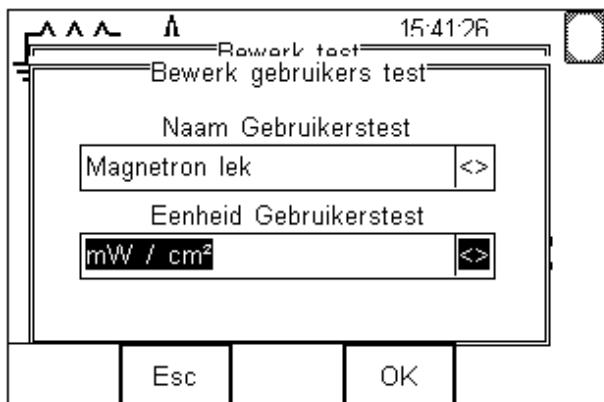 15:41:26
Bewerk test
Bewerk gebruikers test
Naam Gebruikerstest
Magnetron lek <>
Eenheid Gebruikerstest
mW / cm² <>
Esc OK